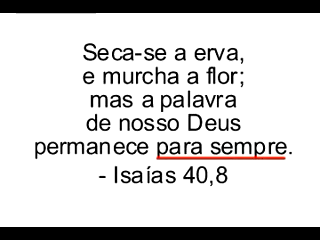 Seca-se a erva,
e murcha a flor;
mas a palavra
de nosso Deus
permanece para sempre.
- Isaías 40,8